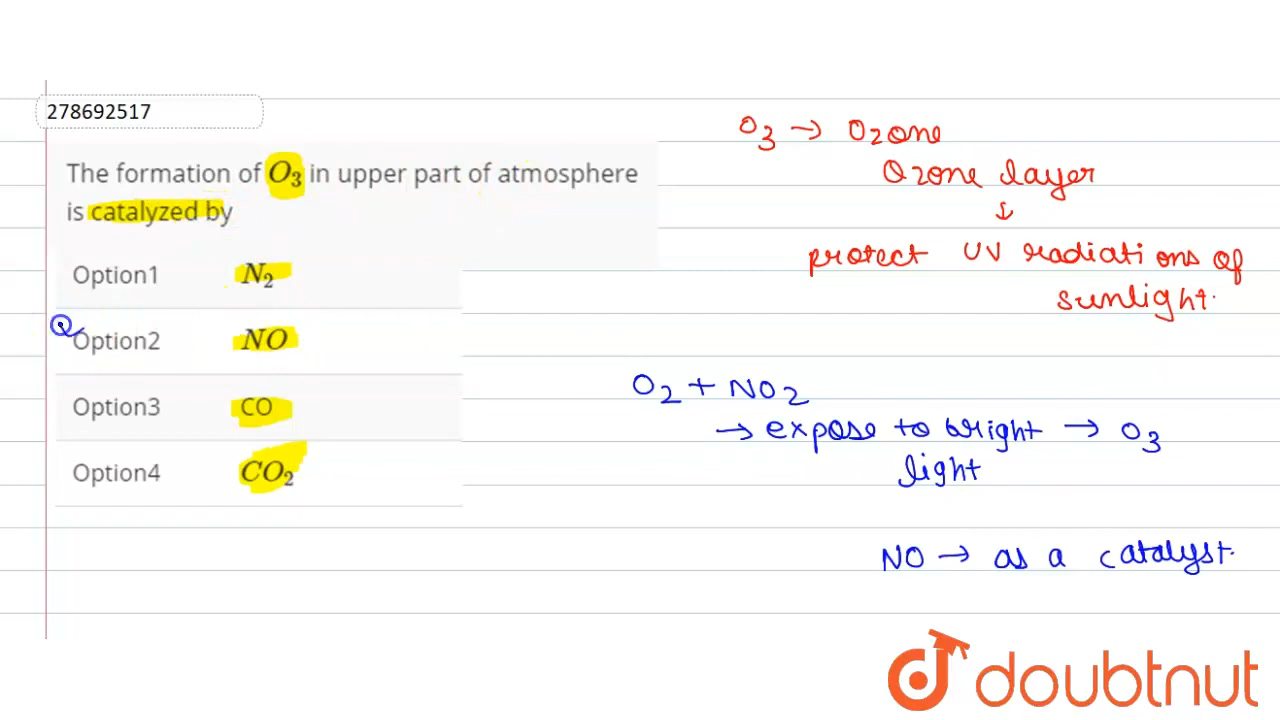 278692517
The formation of O₃ in upper part of atmosphere
is catalyzed by
Option1 N₂
Option2 NO
Option3 CO
Option4 CO₂
O₃ → Ozone
Ozone layer
↓
protect UV radiations of
sunlight.
O₂ + NO₂
→ expose to bright → O₃
light
NO → as a catalyst.
doubtnut